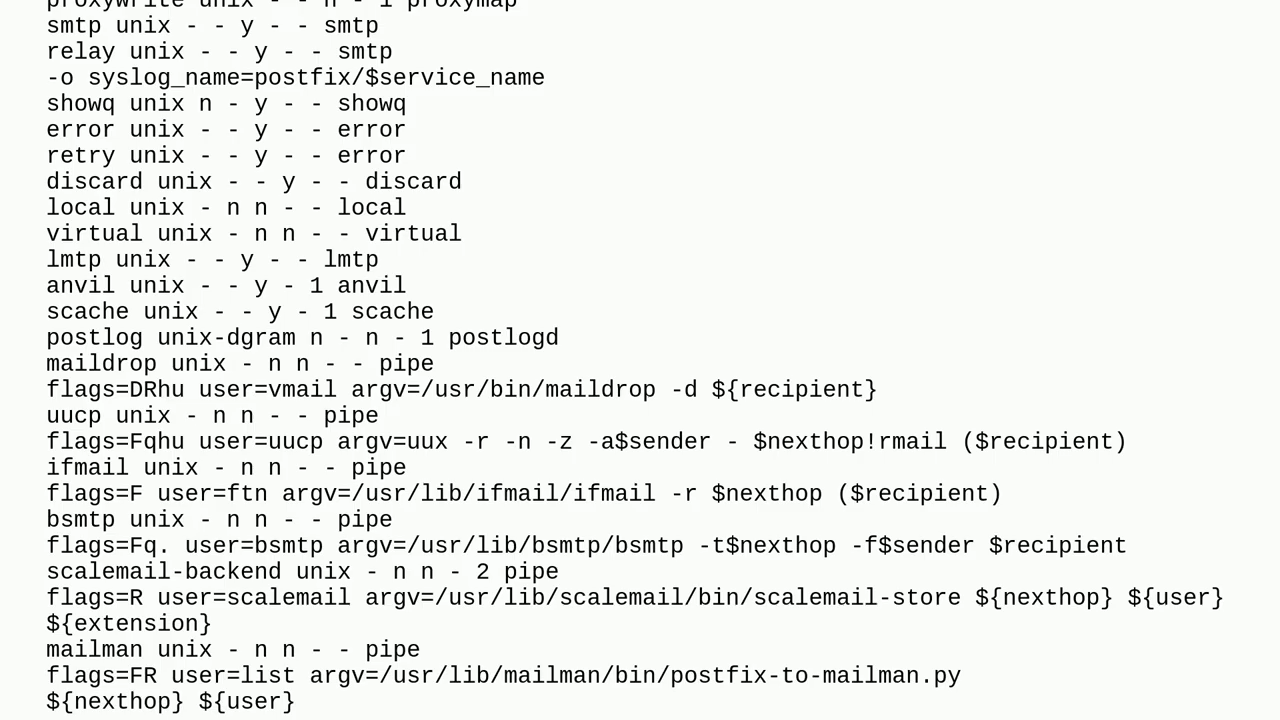 proxywrite unix - - n - 1 proxymap
smtp unix - - y - - smtp
relay unix - - y - - smtp
-o syslog_name=postfix/$service_name
showq unix n - y - - showq
error unix - - y - - error
retry unix - - y - - error
discard unix - - y - - discard
local unix - n n - - local
virtual unix - n n - - virtual
lmtp unix - - y - - lmtp
anvil unix - - y - 1 anvil
scache unix - - y - 1 scache
postlog unix-dgram n - n - 1 postlogd
maildrop unix - n n - - pipe
flags=DRhu user=vmail argv=/usr/bin/maildrop -d ${recipient}
uucp unix - n n - - pipe
flags=Fqhu user=uucp argv=uux -r -n -z -a$sender - $nexthop!rmail ($recipient)
ifmail unix - n n - - pipe
flags=F user=ftn argv=/usr/lib/ifmail/ifmail -r $nexthop ($recipient)
bsmtp unix - n n - - pipe
flags=Fq. user=bsmtp argv=/usr/lib/bsmtp/bsmtp -t$nexthop -f$sender $recipient
scalemail-backend unix - n n - 2 pipe
flags=R user=scalemail argv=/usr/lib/scalemail/bin/scalemail-store ${nexthop} ${user}
${extension}
mailman unix - n n - - pipe
flags=FR user=list argv=/usr/lib/mailman/bin/postfix-to-mailman.py
${nexthop} ${user}